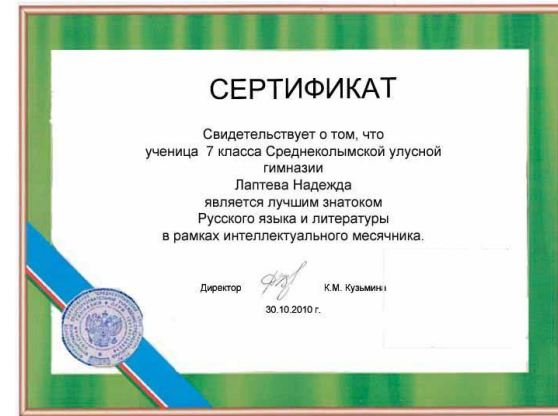 СЕРТИФИКАТ
Свидетельствует о том, что
ученица 7 класса Среднеколымской улусной
гимназии
Лаптева Надежда
является лучшим знатоком
Русского языка и литературы
в рамках интеллектуального месячника.
Директор К.М. Кузьмина
30.10.2010 г.